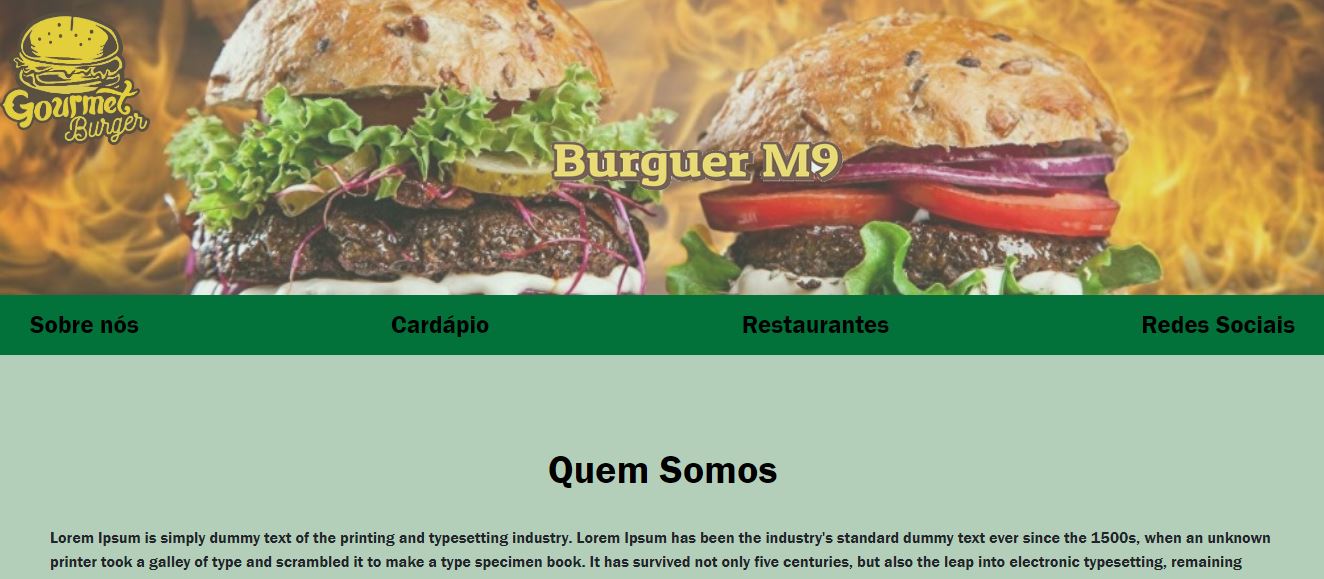 Gourmet
Burger
Burguer M9
Sobre nós
Cardápio
Restaurantes
Redes Sociais
Quem Somos
Lorem Ipsum is simply dummy text of the printing and typesetting industry. Lorem Ipsum has been the industry's standard dummy text ever since the 1500s, when an unknown
printer took a galley of type and scrambled it to make a type specimen book. It has survived not only five centuries, but also the leap into electronic typesetting, remaining